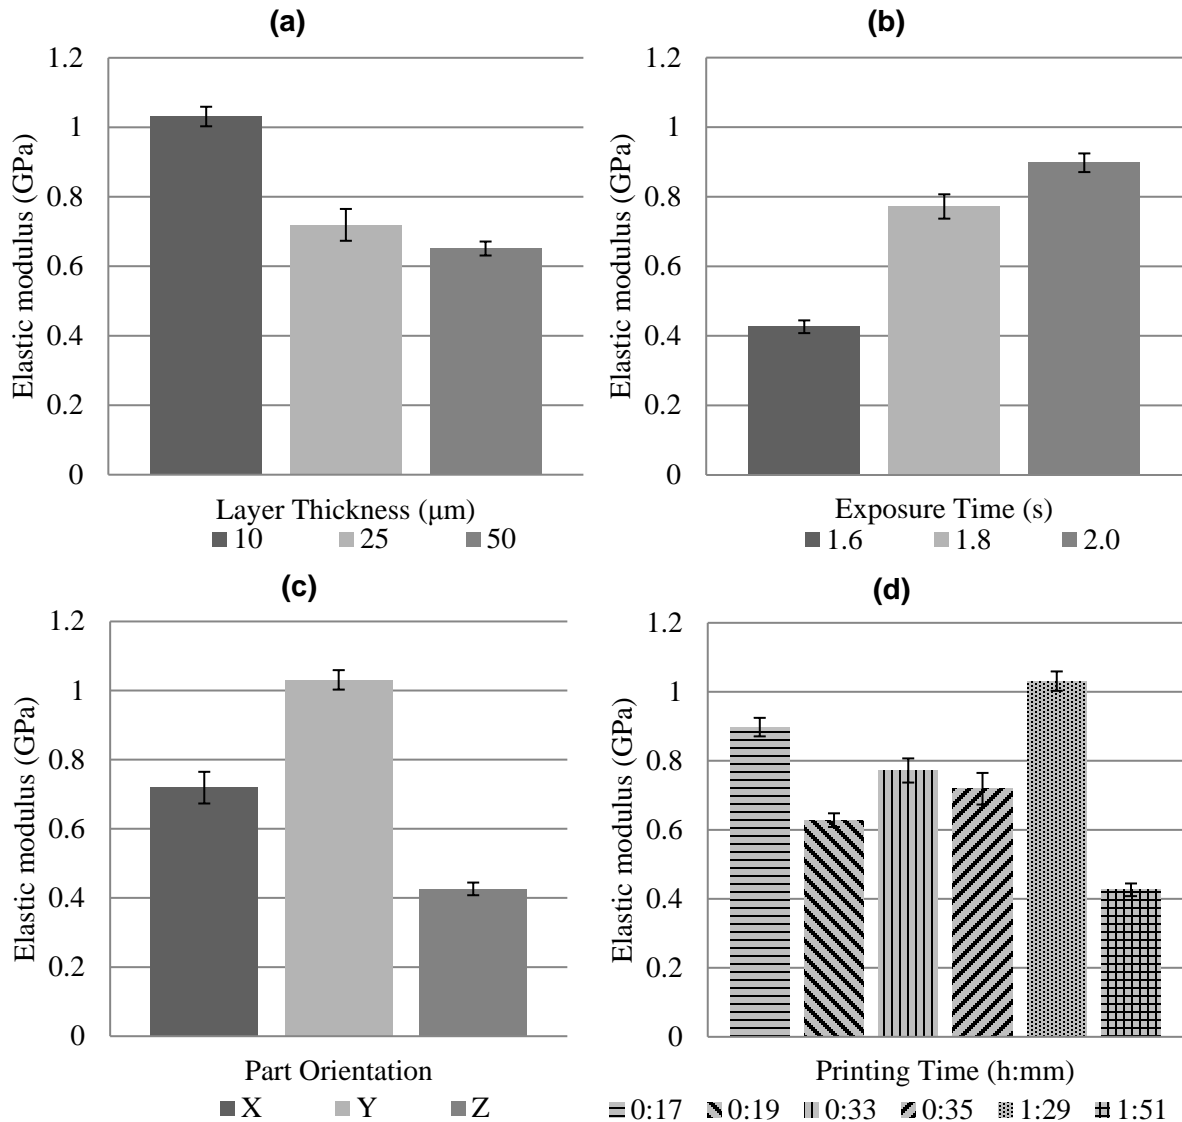 (a)
1.2
1
0.8
0.6
0.4
0.2
0
Elastic modulus (GPa)
Layer Thickness (μm)
10 25 50
(b)
1.2
1
0.8
0.6
0.4
0.2
0
Elastic modulus (GPa)
Exposure Time (s)
1.6 1.8 2.0
(c)
1.2
1
0.8
0.6
0.4
0.2
0
Elastic modulus (GPa)
Part Orientation
X Y Z
(d)
1.2
1
0.8
0.6
0.4
0.2
0
Elastic modulus (GPa)
Printing Time (h:mm)
0:17 0:19 0:33 0:35 1:29 1:51